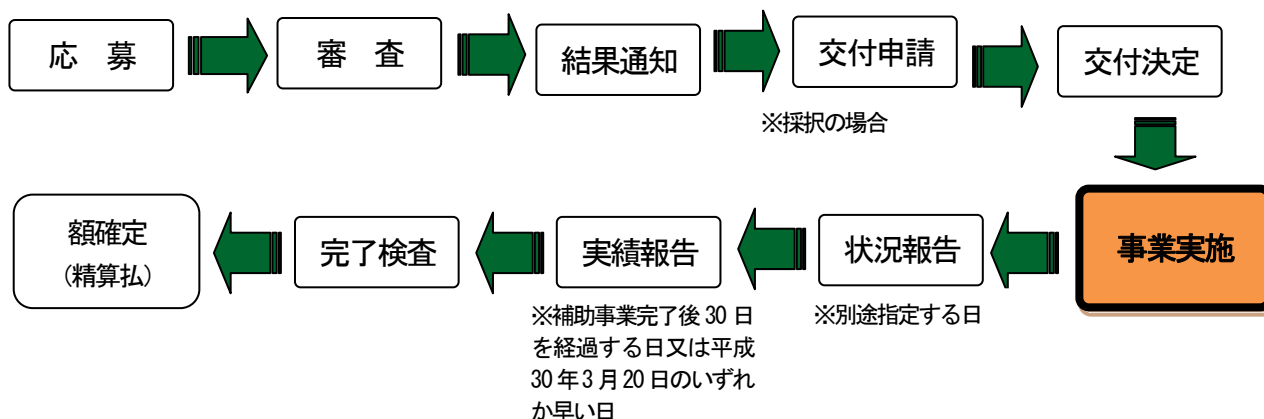 応　募
審　査
結果通知
交付申請
※採択の場合
交付決定
事業実施
状況報告
※別途指定する日
実績報告
※補助事業完了後 30 日
を経過する日又は平成
30 年 3 月 20 日のいずれ
か早い日
完了検査
額確定
(精算払)